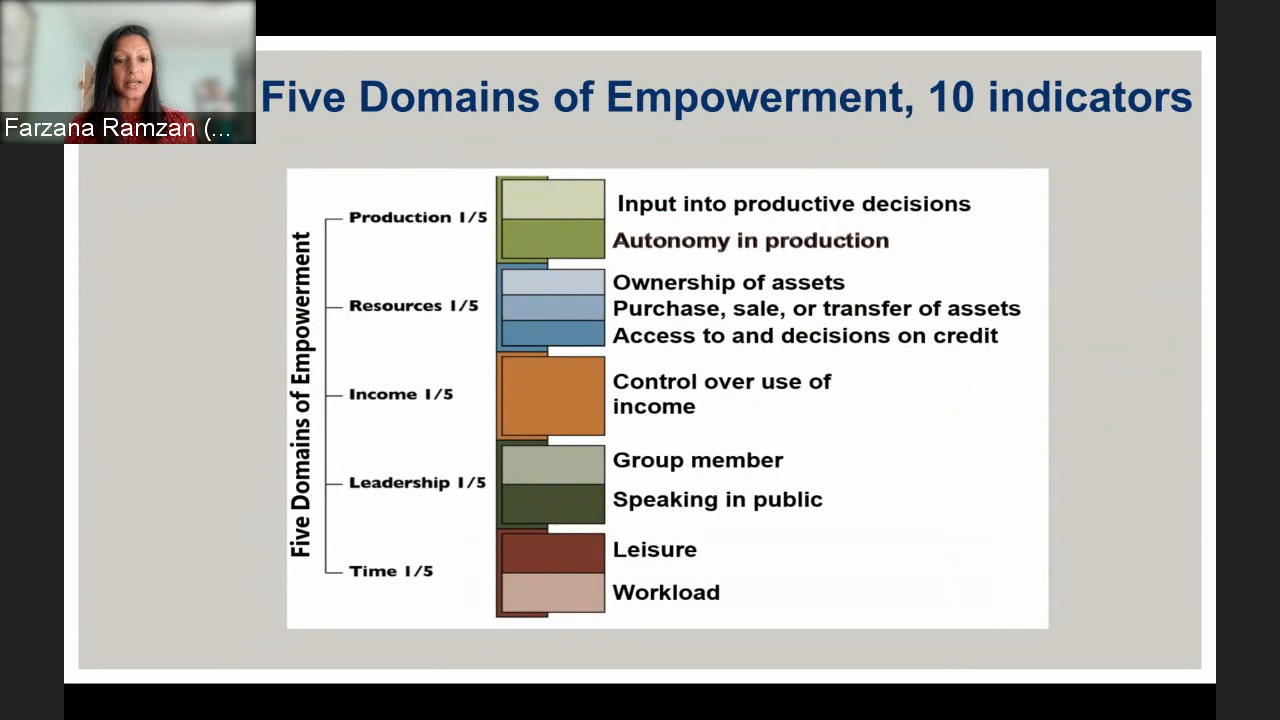 Farzana Ramzan (...
Five Domains of Empowerment, 10 indicators
Five Domains of Empowerment
Production 1/5
Input into productive decisions
Autonomy in production
Resources 1/5
Ownership of assets
Purchase, sale, or transfer of assets
Access to and decisions on credit
Income 1/5
Control over use of
income
Leadership 1/5
Group member
Speaking in public
Time 1/5
Leisure
Workload